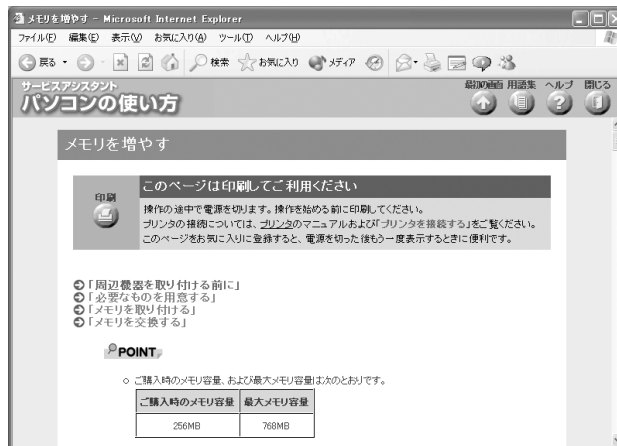 メモリを増やす - Microsoft Internet Explorer
ファイル(F) 編集(E) 表示(V) お気に入り(A) ツール(T) ヘルプ(H)
戻る 検索 お気に入り メディア
サービスアシスタント
パソコンの使い方
最初の画面 用語集 ヘルプ 閉じる
メモリを増やす
印刷
このページは印刷してご利用ください
操作の途中で電源を切ります。操作を始める前に印刷してください。
プリンタの接続については、プリンタのマニュアルおよび「プリンタを接続する」をご覧ください。
このページをお気に入りに登録すると、電源を切った後もう一度表示するときに便利です。
「周辺機器を取り付ける前に」
「必要なものを用意する」
「メモリを取り付ける」
「メモリを交換する」
POINT
○ ご購入時のメモリ容量、および最大メモリ容量は次のとおりです。
ご購入時のメモリ容量 最大メモリ容量
256MB 768MB